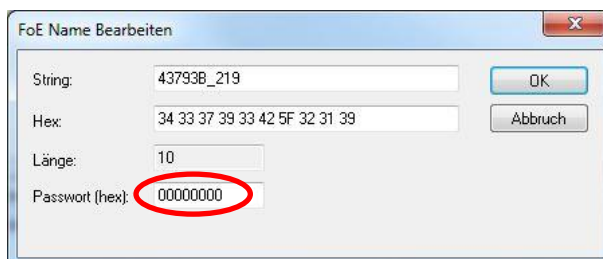 FoE Name Bearbeiten
String: 43793B_219 OK
Hex: 34 33 37 39 33 42 5F 32 31 39 Abbruch
Länge: 10
Passwort (hex): 00000000